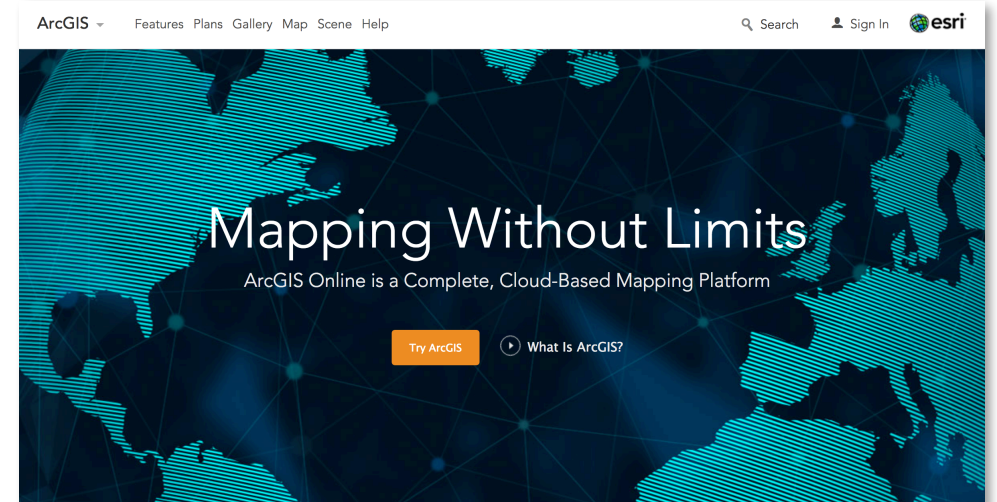 ArcGIS Features Plans Gallery Map Scene Help Search Sign In esri
Mapping Without Limits
ArcGIS Online is a Complete, Cloud-Based Mapping Platform
Try ArcGIS What Is ArcGIS?